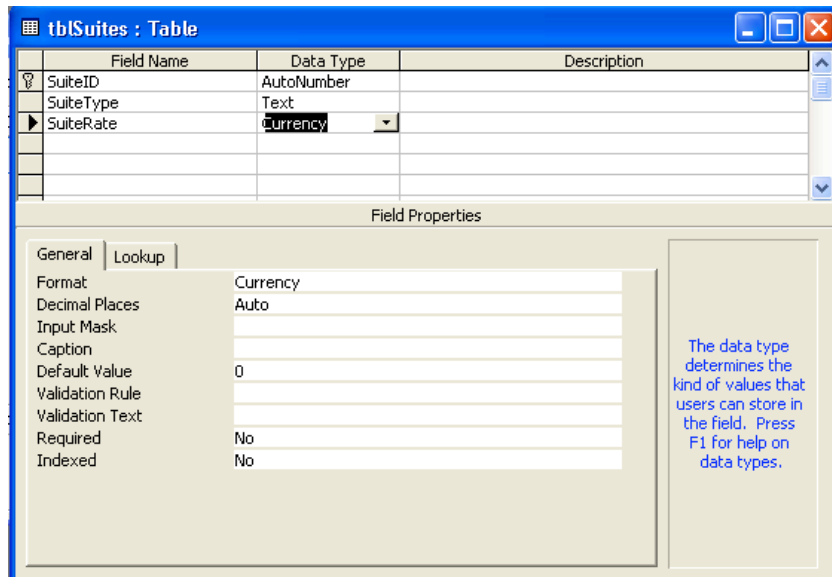 tblSuites : Table
Field Name Data Type Description
SuiteID AutoNumber
SuiteType Text
SuiteRate Currency
Field Properties
General Lookup
Format Currency
Decimal Places Auto
Input Mask
Caption
Default Value 0
Validation Rule
Validation Text
Required No
Indexed No
The data type
determines the
kind of values that
users can store in
the field. Press
F1 for help on
data types.